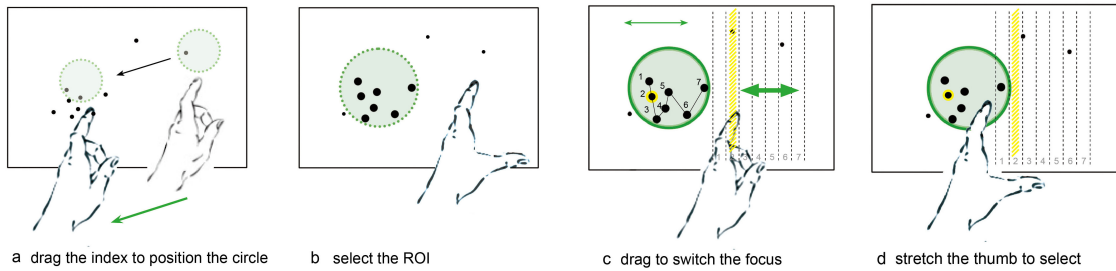 1
2
3
4
5
6
7
1 3 4 5 6 7
1 2 3 4 5 6 7
a drag the index to position the circle
b select the ROI
c drag to switch the focus
d stretch the thumb to select